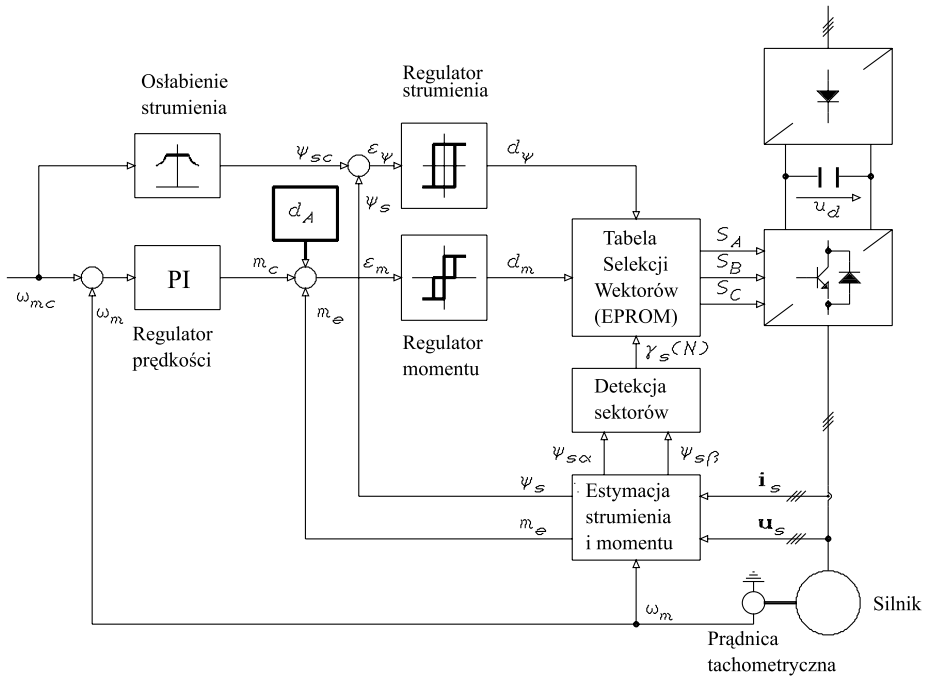 Osłabienie
strumienia
Regulator
strumienia
ψsc
εψ
dψ
ψs
dA
ud
Tabela
Selekcji
Wektorów
(EPROM)
SA
SB
SC
mc
εm
dm
PI
ωmc
ωm
me
Regulator
prędkości
Regulator
momentu
γs(N)
Detekcja
sektorów
ψsα
ψsβ
ψs
Estymacja
strumienia
i momentu
is
me
us
ωm
Silnik
Prądnica
tachometryczna